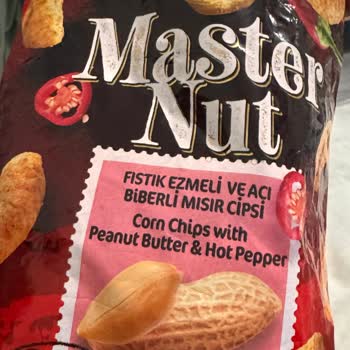 Master
Nut
FISTIK EZMELİ VE ACI
BİBERLİ MISIR CİPSİ
Corn Chips with
Peanut Butter & Hot Pepper